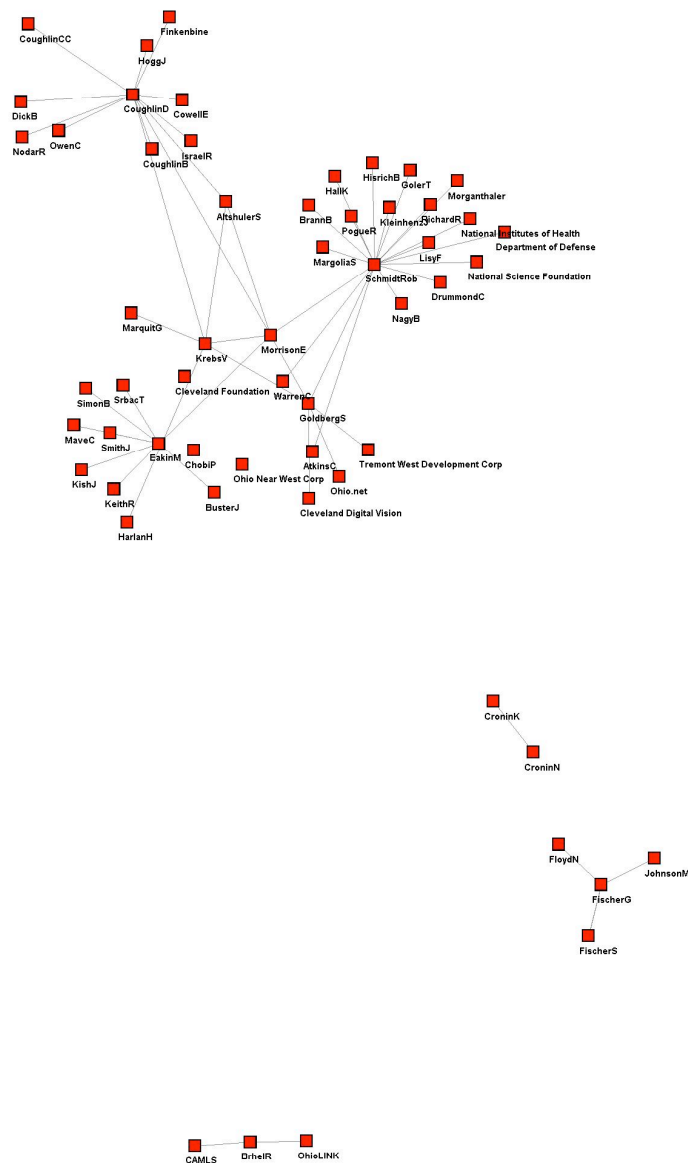 Finkenbine
CoughlinCC
HoggJ
DickB
CoughlinD
CowellE
NodarR
OwenC
IsraelR
CoughlinB
HisrichB
GolerT
HallK
Morganthaler
AltshulerS
BrannB
KleinhenzJ
RichardR
PogueR
National Institutes of Health
Department of Defense
MargoliaS
LisyF
SchmidtRob
National Science Foundation
DrummondC
NagyB
MarquitG
KrebsV
MorrisonE
Cleveland Foundation
WarrenC
SimonB
SrbacT
GoldbergS
MaveC
SmithJ
EakinM
ChobiP
Tremont West Development Corp
AtkinsC
Ohio Near West Corp
KishJ
Ohio.net
KeithR
BusterJ
Cleveland Digital Vision
HarlanH
CroninK
CroninN
FloydN
JohnsonM
FischerG
FischerS
CAMLS
DrhelR
OhioLINK